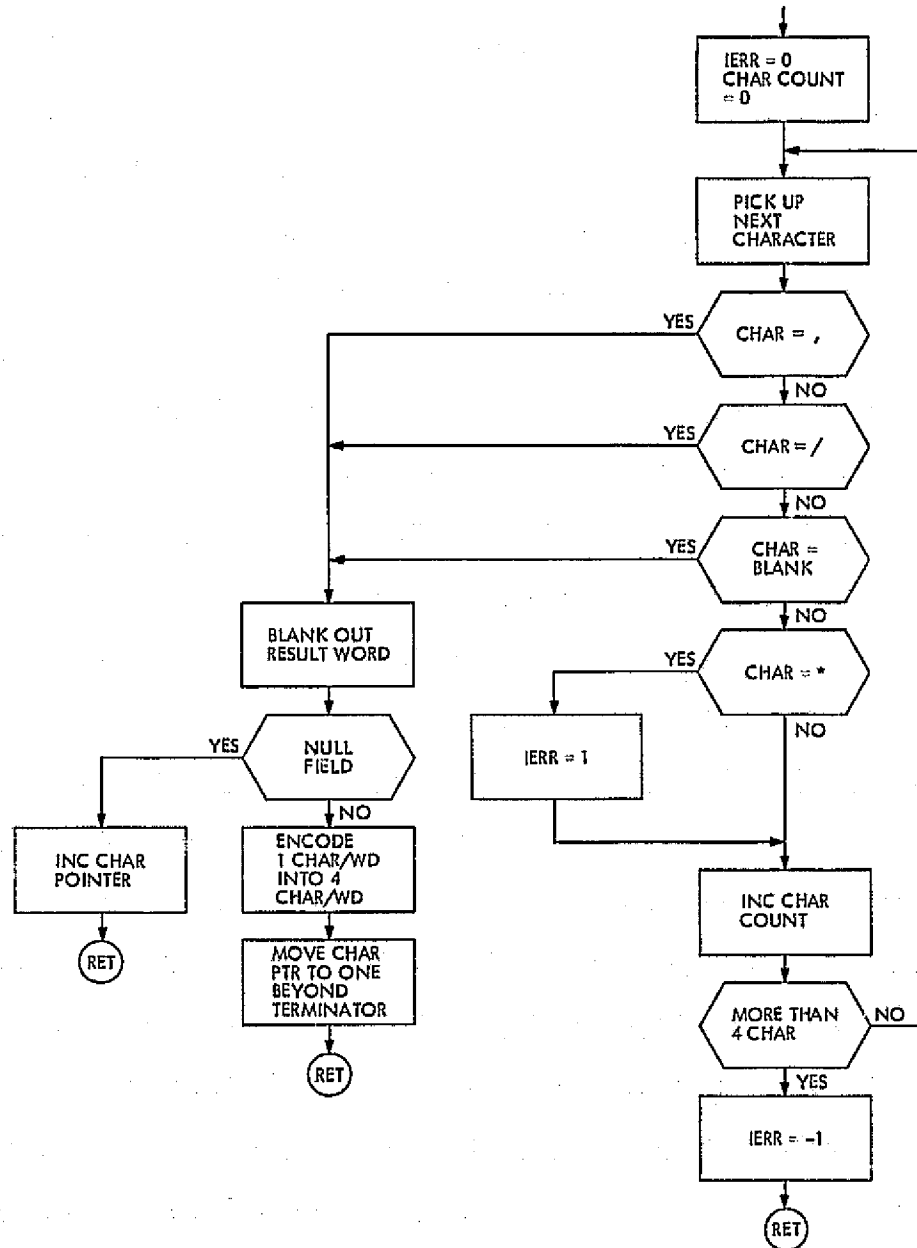 IERR = 0
CHAR COUNT
= 0
PICK UP
NEXT
CHARACTER
YES
CHAR = ,
NO
YES
CHAR = /
NO
YES
CHAR =
BLANK
NO
BLANK OUT
RESULT WORD
YES
CHAR = *
NO
YES
NULL
FIELD
IERR = 1
NO
INC CHAR
POINTER
ENCODE
1 CHAR/WD
INTO 4
CHAR/WD
INC CHAR
COUNT
RET
MOVE CHAR
PTR TO ONE
BEYOND
TERMINATOR
MORE THAN
4 CHAR
NO
RET
YES
IERR = -1
RET